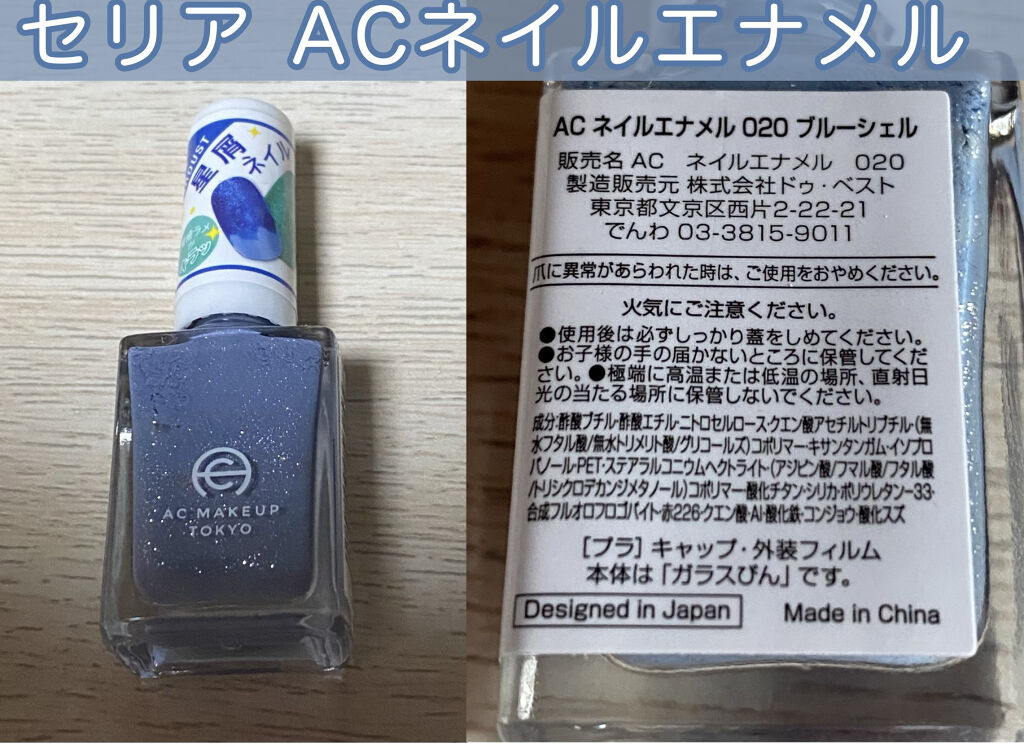 セリア ACネイルエナメル
星屑
ネイル
AC MAKEUP
TOKYO
AC ネイルエナメル 020 ブルーシェル
販売名 AC ネイルエナメル 020
製造販売元 株式会社ドゥ・ベスト
東京都文京区西片2-22-21
でんわ 03-3815-9011
爪に異常があらわれた時は、ご使用をおやめください。
火気にご注意ください。
●使用後は必ずしっかり蓋をしめてください。
●お子様の手の届かないところに保管してくだ
さい。●極端に高温または低温の場所、直射日
光の当たる場所に保管しないでください。
成分:酢酸ブチル・酢酸エチル・ニトロセルロース・クエン酸アセチルトリブチル・(無
水フタル酸/無水トリメリト酸/グリコールズ)コポリマー・キサンタンガム・イソプロ
パノール・PET・ステアラルコニウムヘクトライト・(アジピン酸/フマル酸/フタル酸
/トリシクロデカンジメタノール)コポリマー・酸化チタン・シリカ・ポリウレタン-33・
合成フルオロフロゴパイト・赤226・クエン酸・Al・酸化鉄・コンジョウ・酸化スズ
[プラ] キャップ・外装フィルム
本体は「ガラスびん」です。
Designed in Japan
Made in China